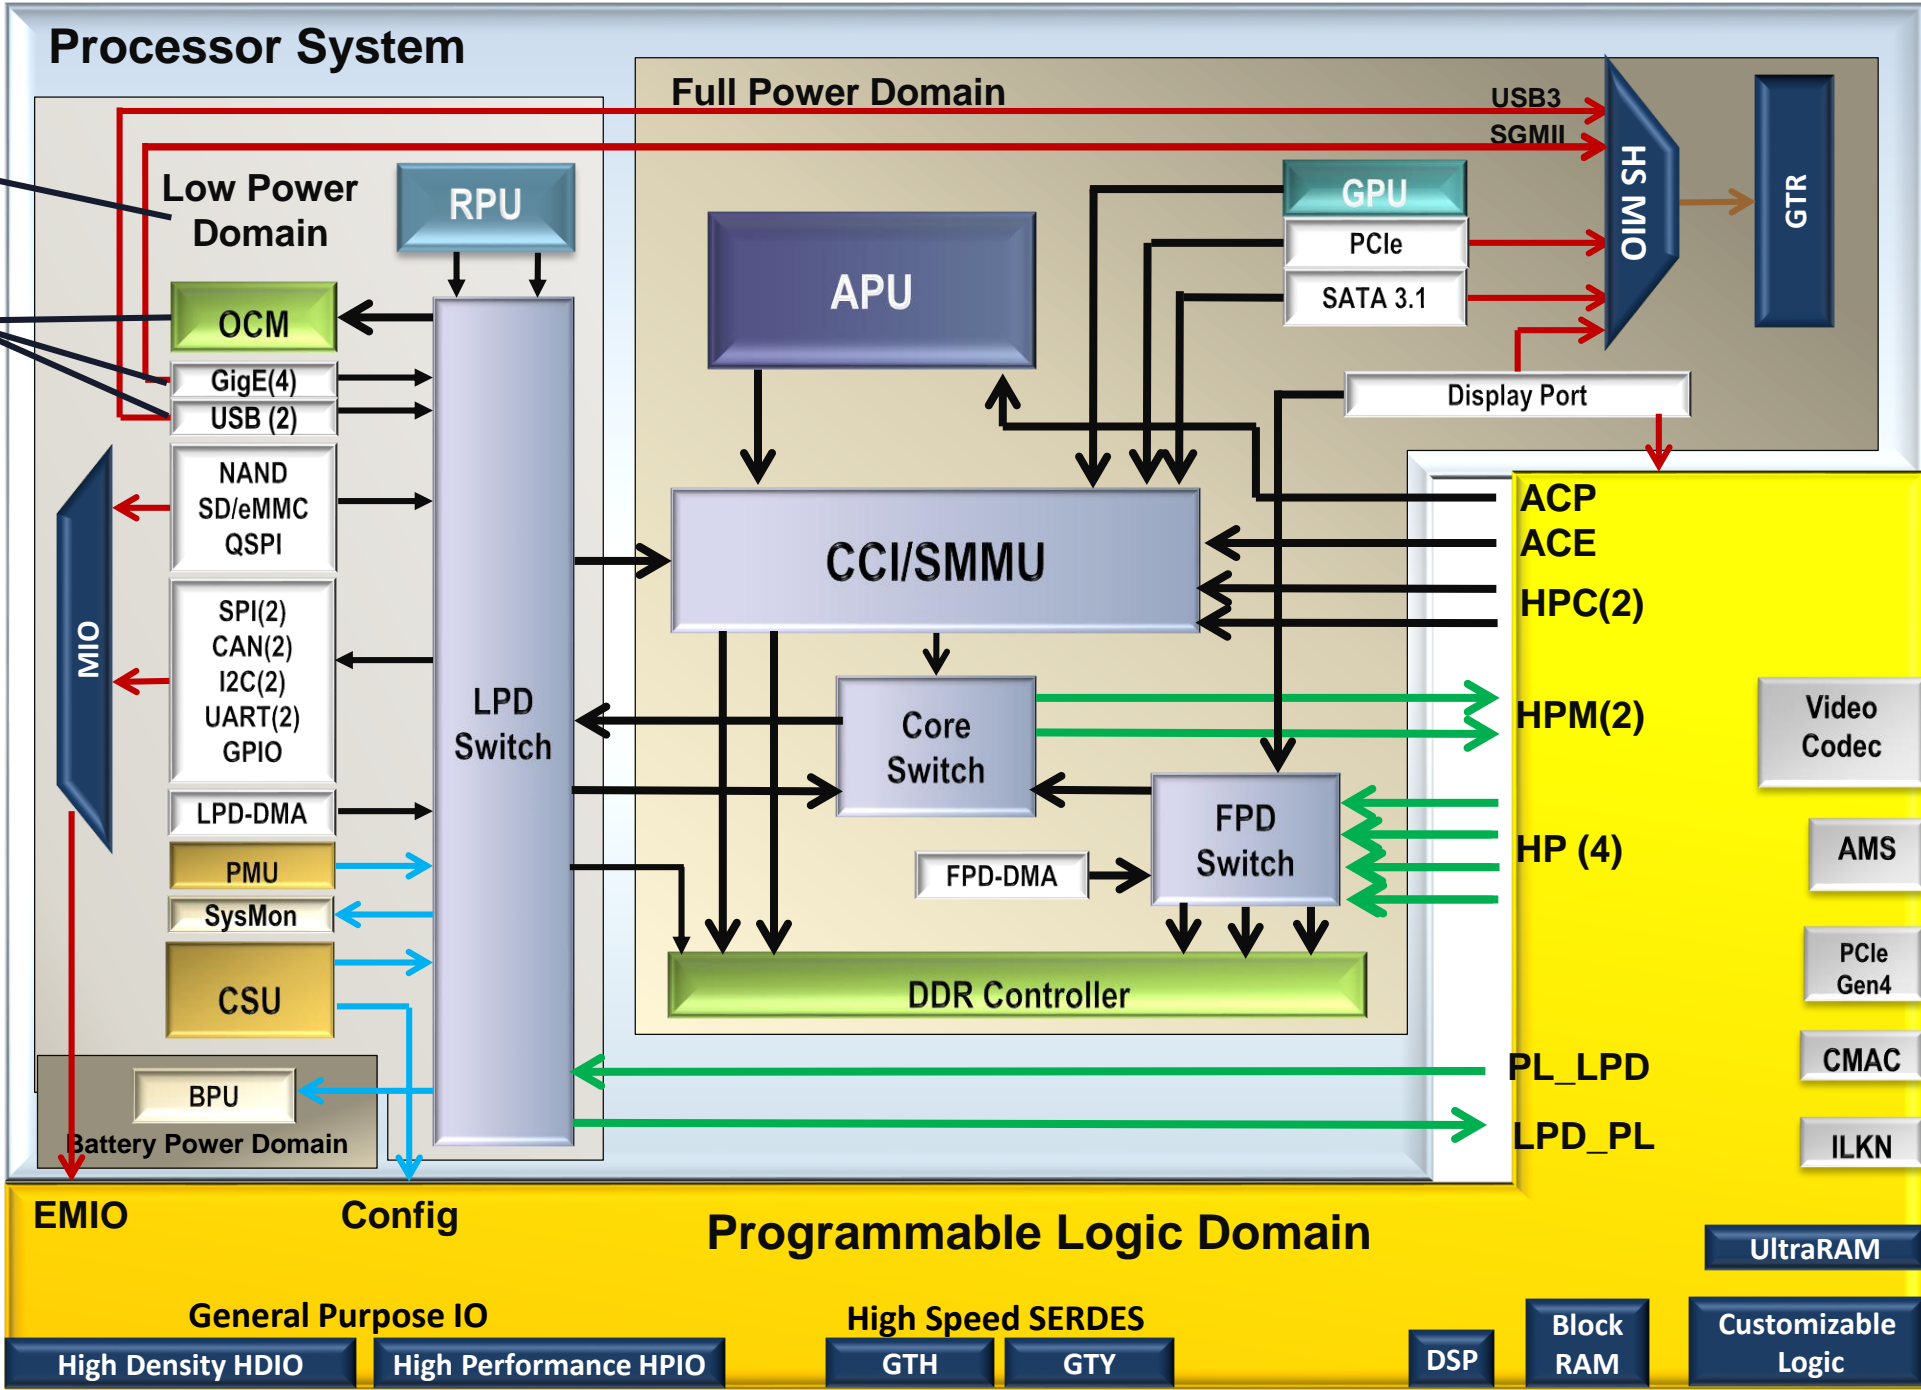 Processor System
Full Power Domain
USB3
SGMII
Low Power
Domain
RPU
GPU
PCIe
SATA 3.1
HS MIO
GTR
APU
OCM
GigE(4)
USB (2)
Display Port
NAND
SD/eMMC
QSPI
MIO
SPI(2)
CAN(2)
I2C(2)
UART(2)
GPIO
LPD
Switch
CCI/SMMU
ACP
ACE
HPC(2)
Core
Switch
HPM(2)
Video
Codec
LPD-DMA
PMU
SysMon
CSU
FPD-DMA
FPD
Switch
HP (4)
AMS
DDR Controller
PCIe
Gen4
BPU
Battery Power Domain
PL_LPD
LPD_PL
CMAC
ILKN
EMIO
Config
Programmable Logic Domain
UltraRAM
General Purpose IO
High Density HDIO
High Performance HPIO
High Speed SERDES
GTH
GTY
DSP
Block
RAM
Customizable
Logic